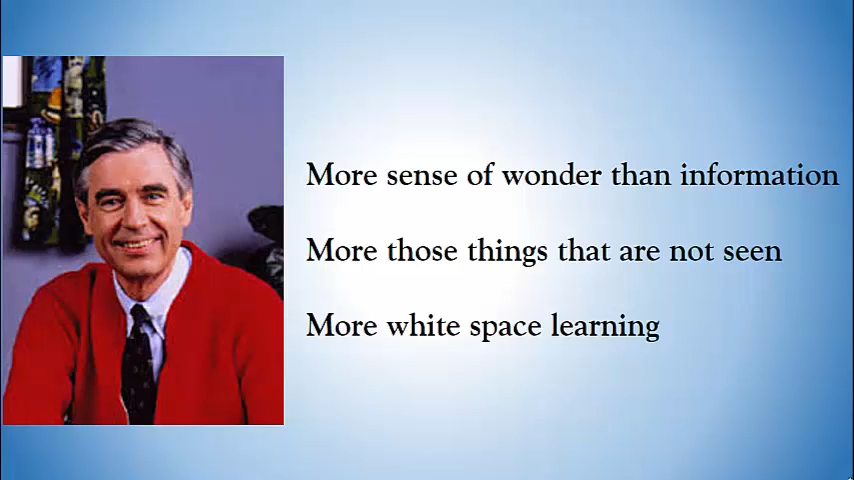 More sense of wonder than information
More those things that are not seen
More white space learning